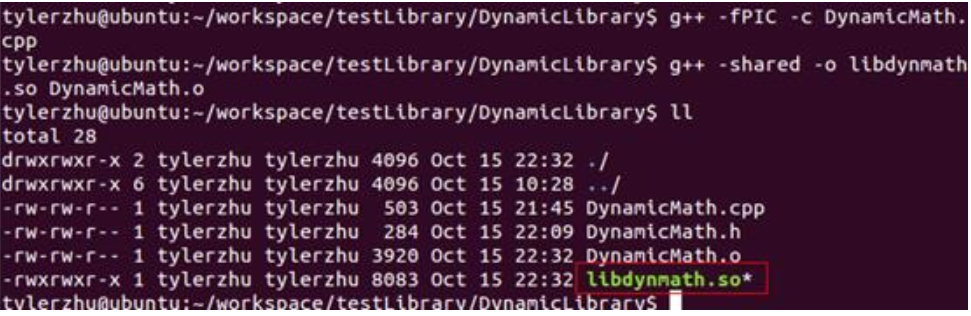 tylerzhu@ubuntu:~/workspace/testLibrary/DynamicLibrary$ g++ -fPIC -c DynamicMath.
cpp
tylerzhu@ubuntu:~/workspace/testLibrary/DynamicLibrary$ g++ -shared -o libdynmath
.so DynamicMath.o
tylerzhu@ubuntu:~/workspace/testLibrary/DynamicLibrary$ ll
total 28
drwxrwxr-x 2 tylerzhu tylerzhu 4096 Oct 15 22:32 ./
drwxrwxr-x 6 tylerzhu tylerzhu 4096 Oct 15 10:28 ../
-rw-rw-r-- 1 tylerzhu tylerzhu  503 Oct 15 21:45 DynamicMath.cpp
-rw-rw-r-- 1 tylerzhu tylerzhu  284 Oct 15 22:09 DynamicMath.h
-rw-rw-r-- 1 tylerzhu tylerzhu 3920 Oct 15 22:32 DynamicMath.o
-rwxrwxr-x 1 tylerzhu tylerzhu 8083 Oct 15 22:32 libdynmath.so*
tylerzhu@ubuntu:~/workspace/testLibrary/DynamicLibrary$